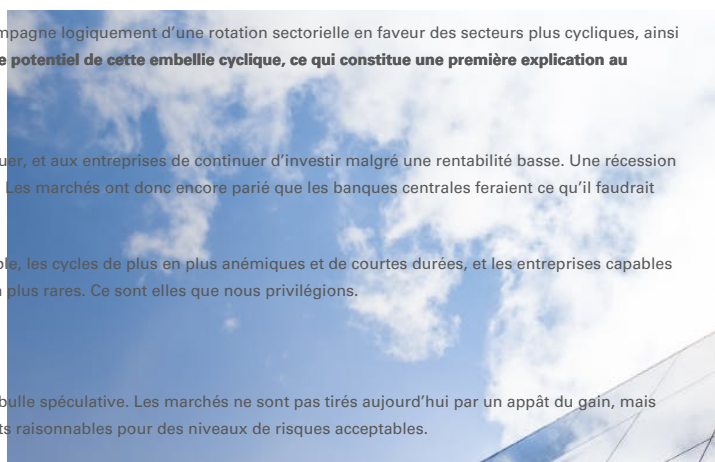 mpagne logiquement d’une rotation sectorielle en faveur des secteurs plus cycliques, ainsi
e potentiel de cette embellie cyclique, ce qui constitue une première explication au
uer, et aux entreprises de continuer d’investir malgré une rentabilité basse. Une récession
Les marchés ont donc encore parié que les banques centrales feraient ce qu’il faudrait
ble, les cycles de plus en plus anémiques et de courtes durées, et les entreprises capables
plus rares. Ce sont elles que nous privilégions.
bulle spéculative. Les marchés ne sont pas tirés aujourd’hui par un appât du gain, mais
ts raisonnables pour des niveaux de risques acceptables.